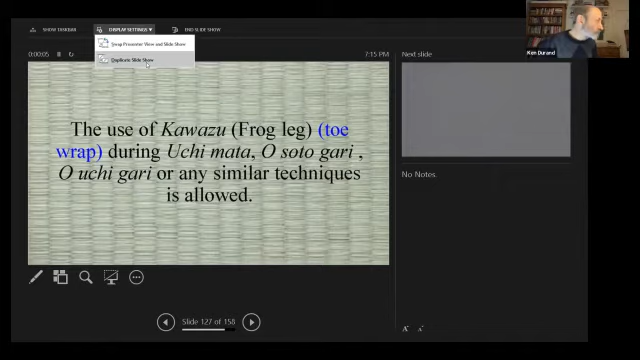 SHOW TASKBAR
DISPLAY SETTINGS ▾
END SLIDE SHOW
Swap Presenter View and Slide Show
Duplicate Slide Show
0:00:05
7:15 PM
Next slide
Ken Durand
The use of Kawazu (Frog leg) (toe
wrap) during Uchi mata, O soto gari ,
O uchi gari or any similar techniques
is allowed.
No Notes.
Slide 127 of 158
A A